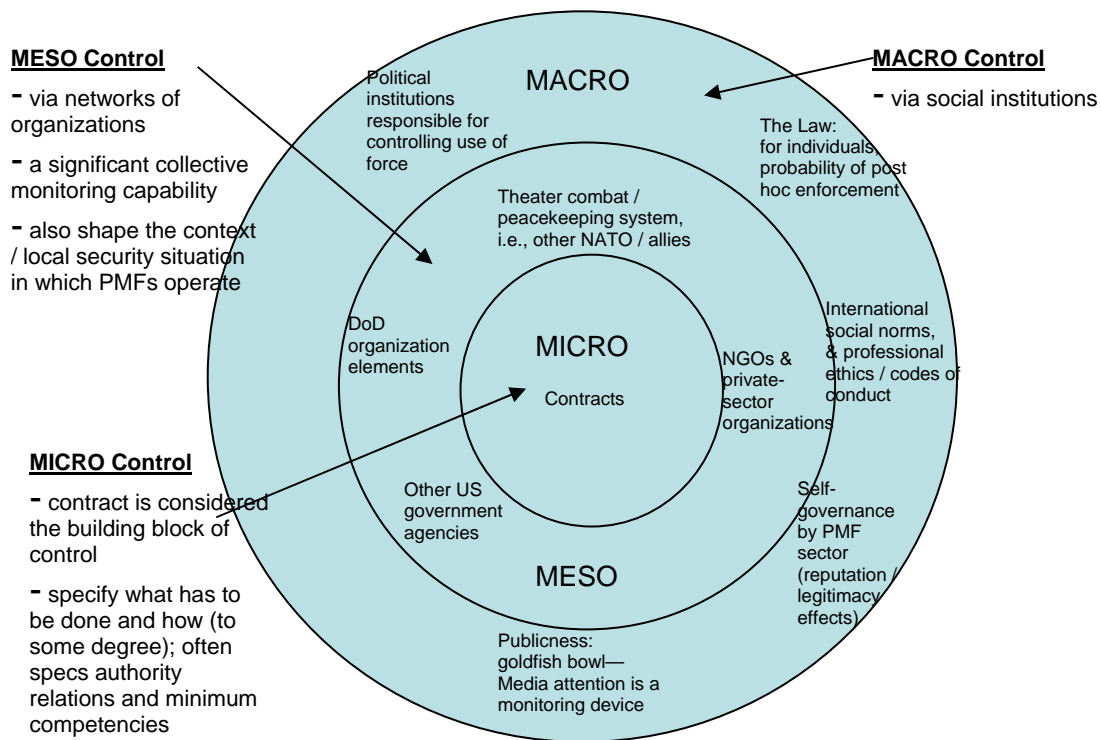 MESO Control
- via networks of
organizations
- a significant collective
monitoring capability
- also shape the context
/ local security situation
in which PMFs operate
MACRO Control
- via social institutions
MACRO
Political
institutions
responsible for
controlling use of
force
The Law:
for individuals,
probability of post
hoc enforcement
Theater combat /
peacekeeping system,
i.e., other NATO / allies
DoD
organization
elements
MICRO
Contracts
NGOs &
private-
sector
organizations
International
social norms,
& professional
ethics / codes of
conduct
MICRO Control
- contract is considered
the building block of
control
- specify what has to
be done and how (to
some degree); often
specs authority
relations and minimum
competencies
Other US
government
agencies
MESO
Self-
governance
by PMF
sector
(reputation /
legitimacy
effects)
Publicness:
goldfish bowl—
Media attention is a
monitoring device